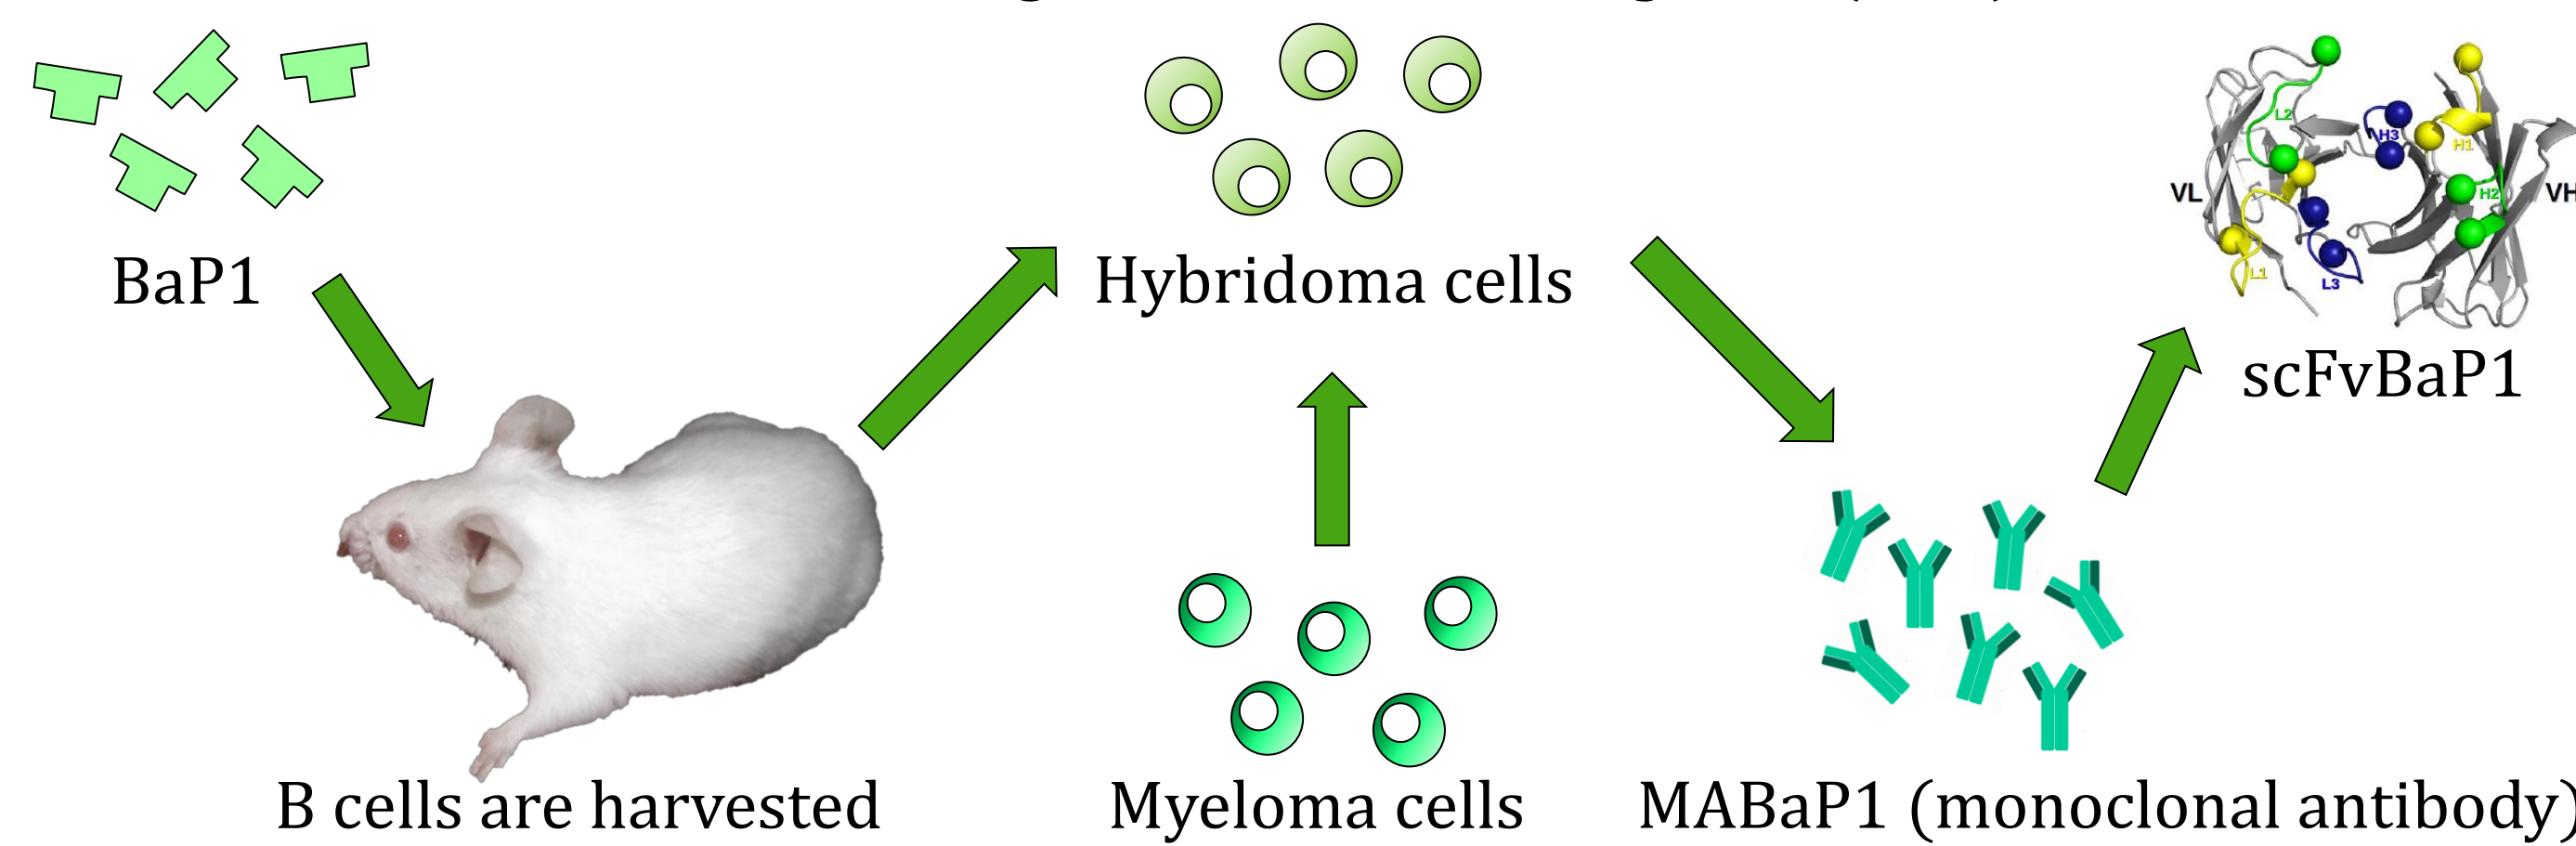 BaP1
Hybridoma cells
L2
H3
H1
VL
H2
VH
L1
L3
scFvBaP1
B cells are harvested
Myeloma cells
MABaP1 (monoclonal antibody)